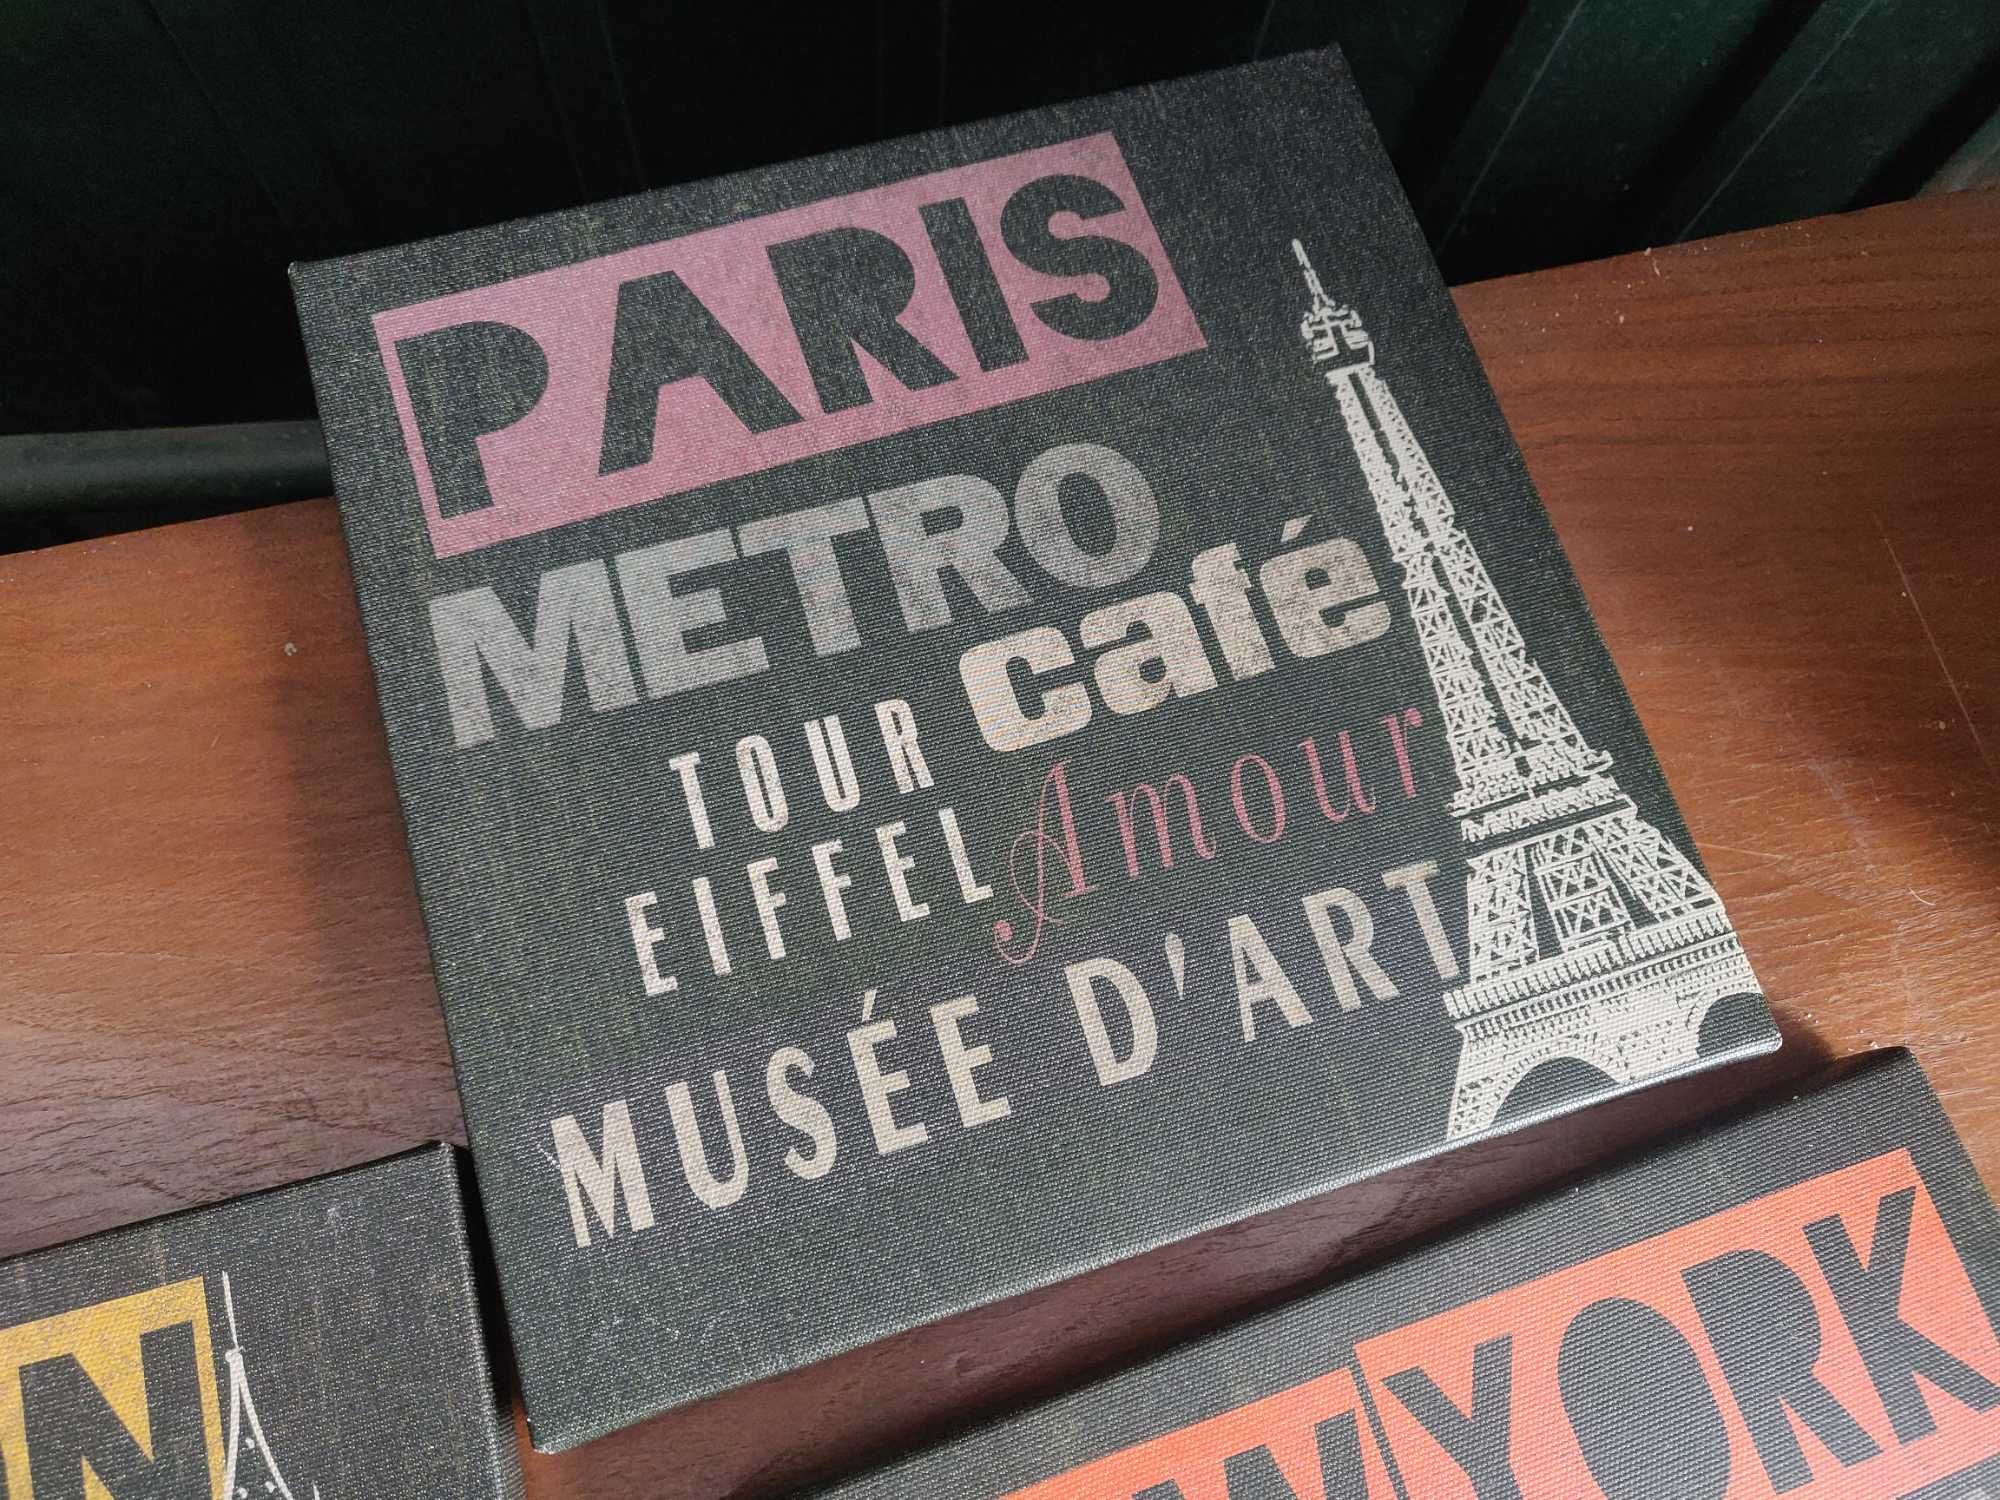 PARIS
METRO
café
TOUR
EIFFEL
Amour
MUSÉE D'ART
YORK